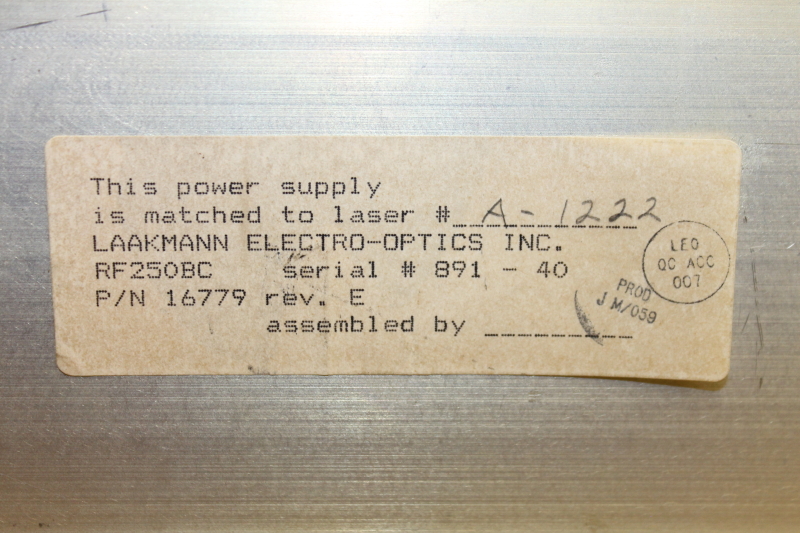 This power supply
is matched to laser # A-1222
LAAKMANN ELECTRO-OPTICS INC.
RF250BC serial # 891 - 40
P/N 16779 rev. E
assembled by
LEO
QC ACC
007
PROD
J M/059